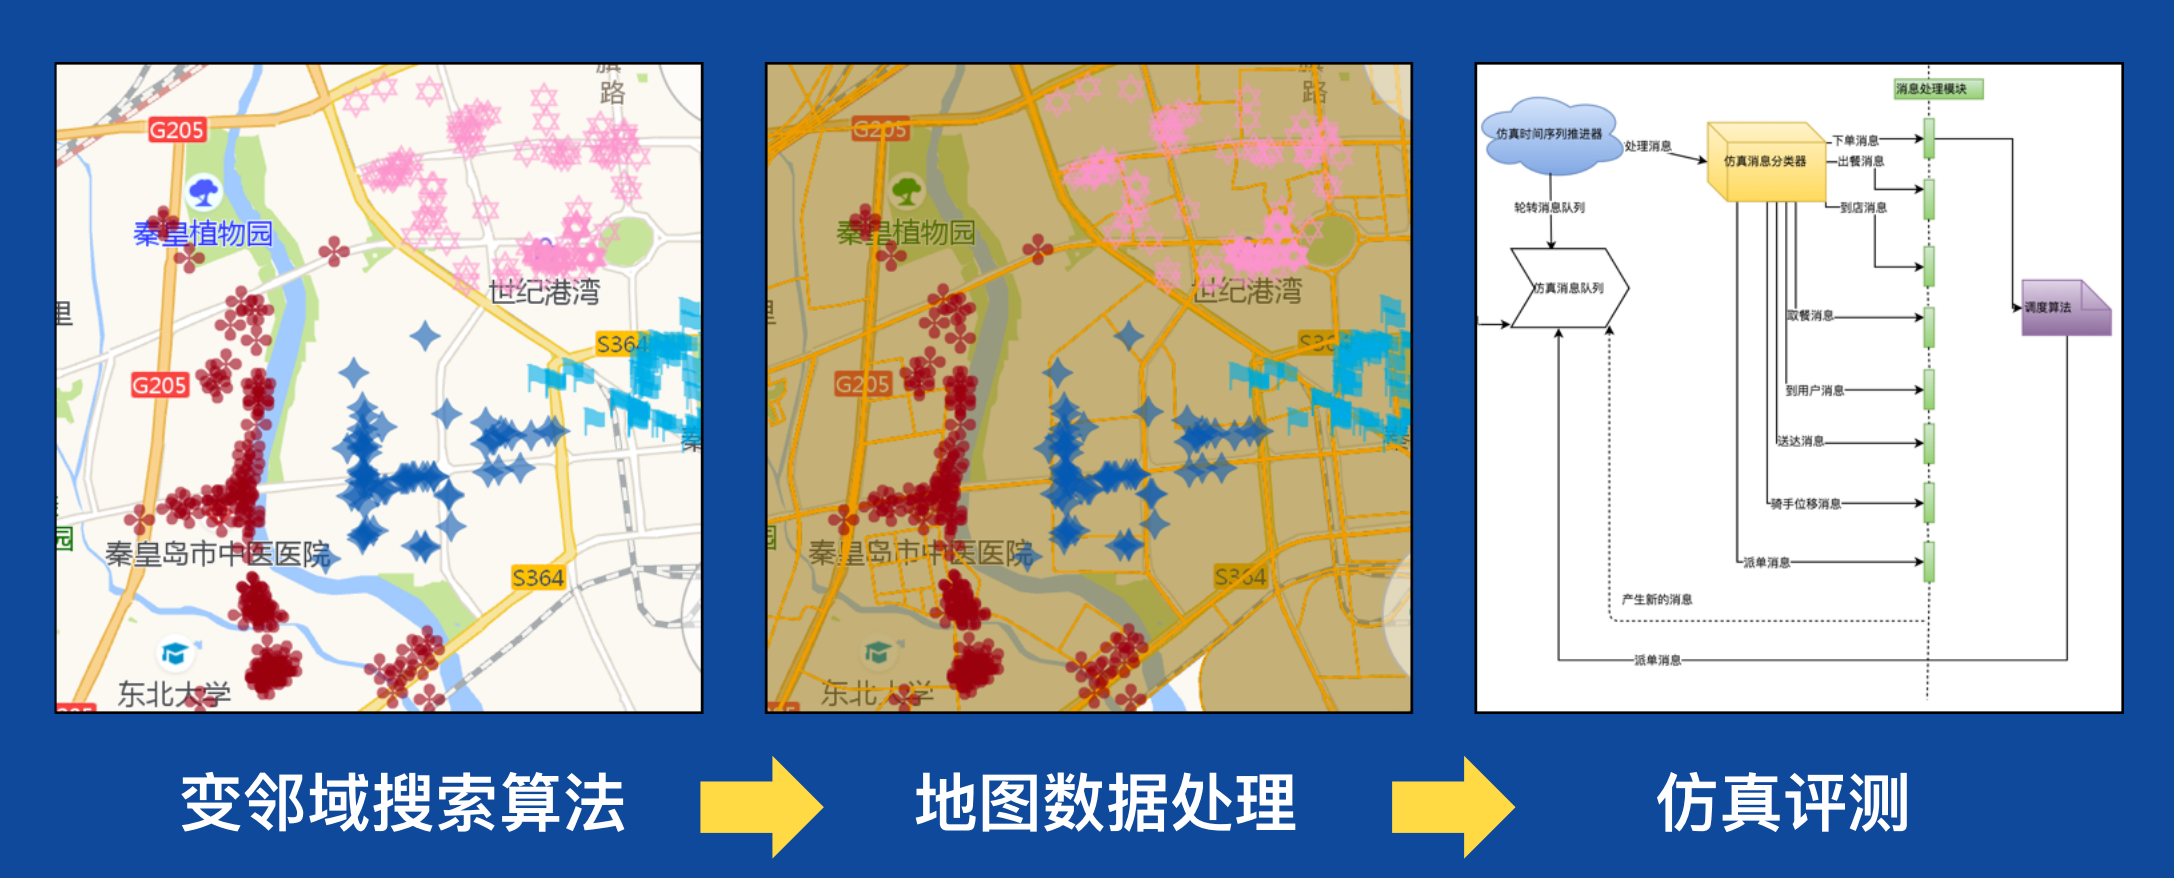 路
G205
秦皇植物园
世纪港湾
里
S364
G205
秦
园
秦皇岛市中医医院
S364
东北大学
路
G205
秦皇植物园
世纪港湾
里
G205
园
秦皇岛市中医医院
S364
东北大学
消息处理模块
仿真时间序列推进器
处理消息
仿真消息分类器
下单消息
出餐消息
到店消息
轮转消息队列
仿真消息队列
调度算法
取餐消息
到用户消息
送达消息
骑手位移消息
派单消息
产生新的消息
派单消息
变邻域搜索算法
地图数据处理
仿真评测